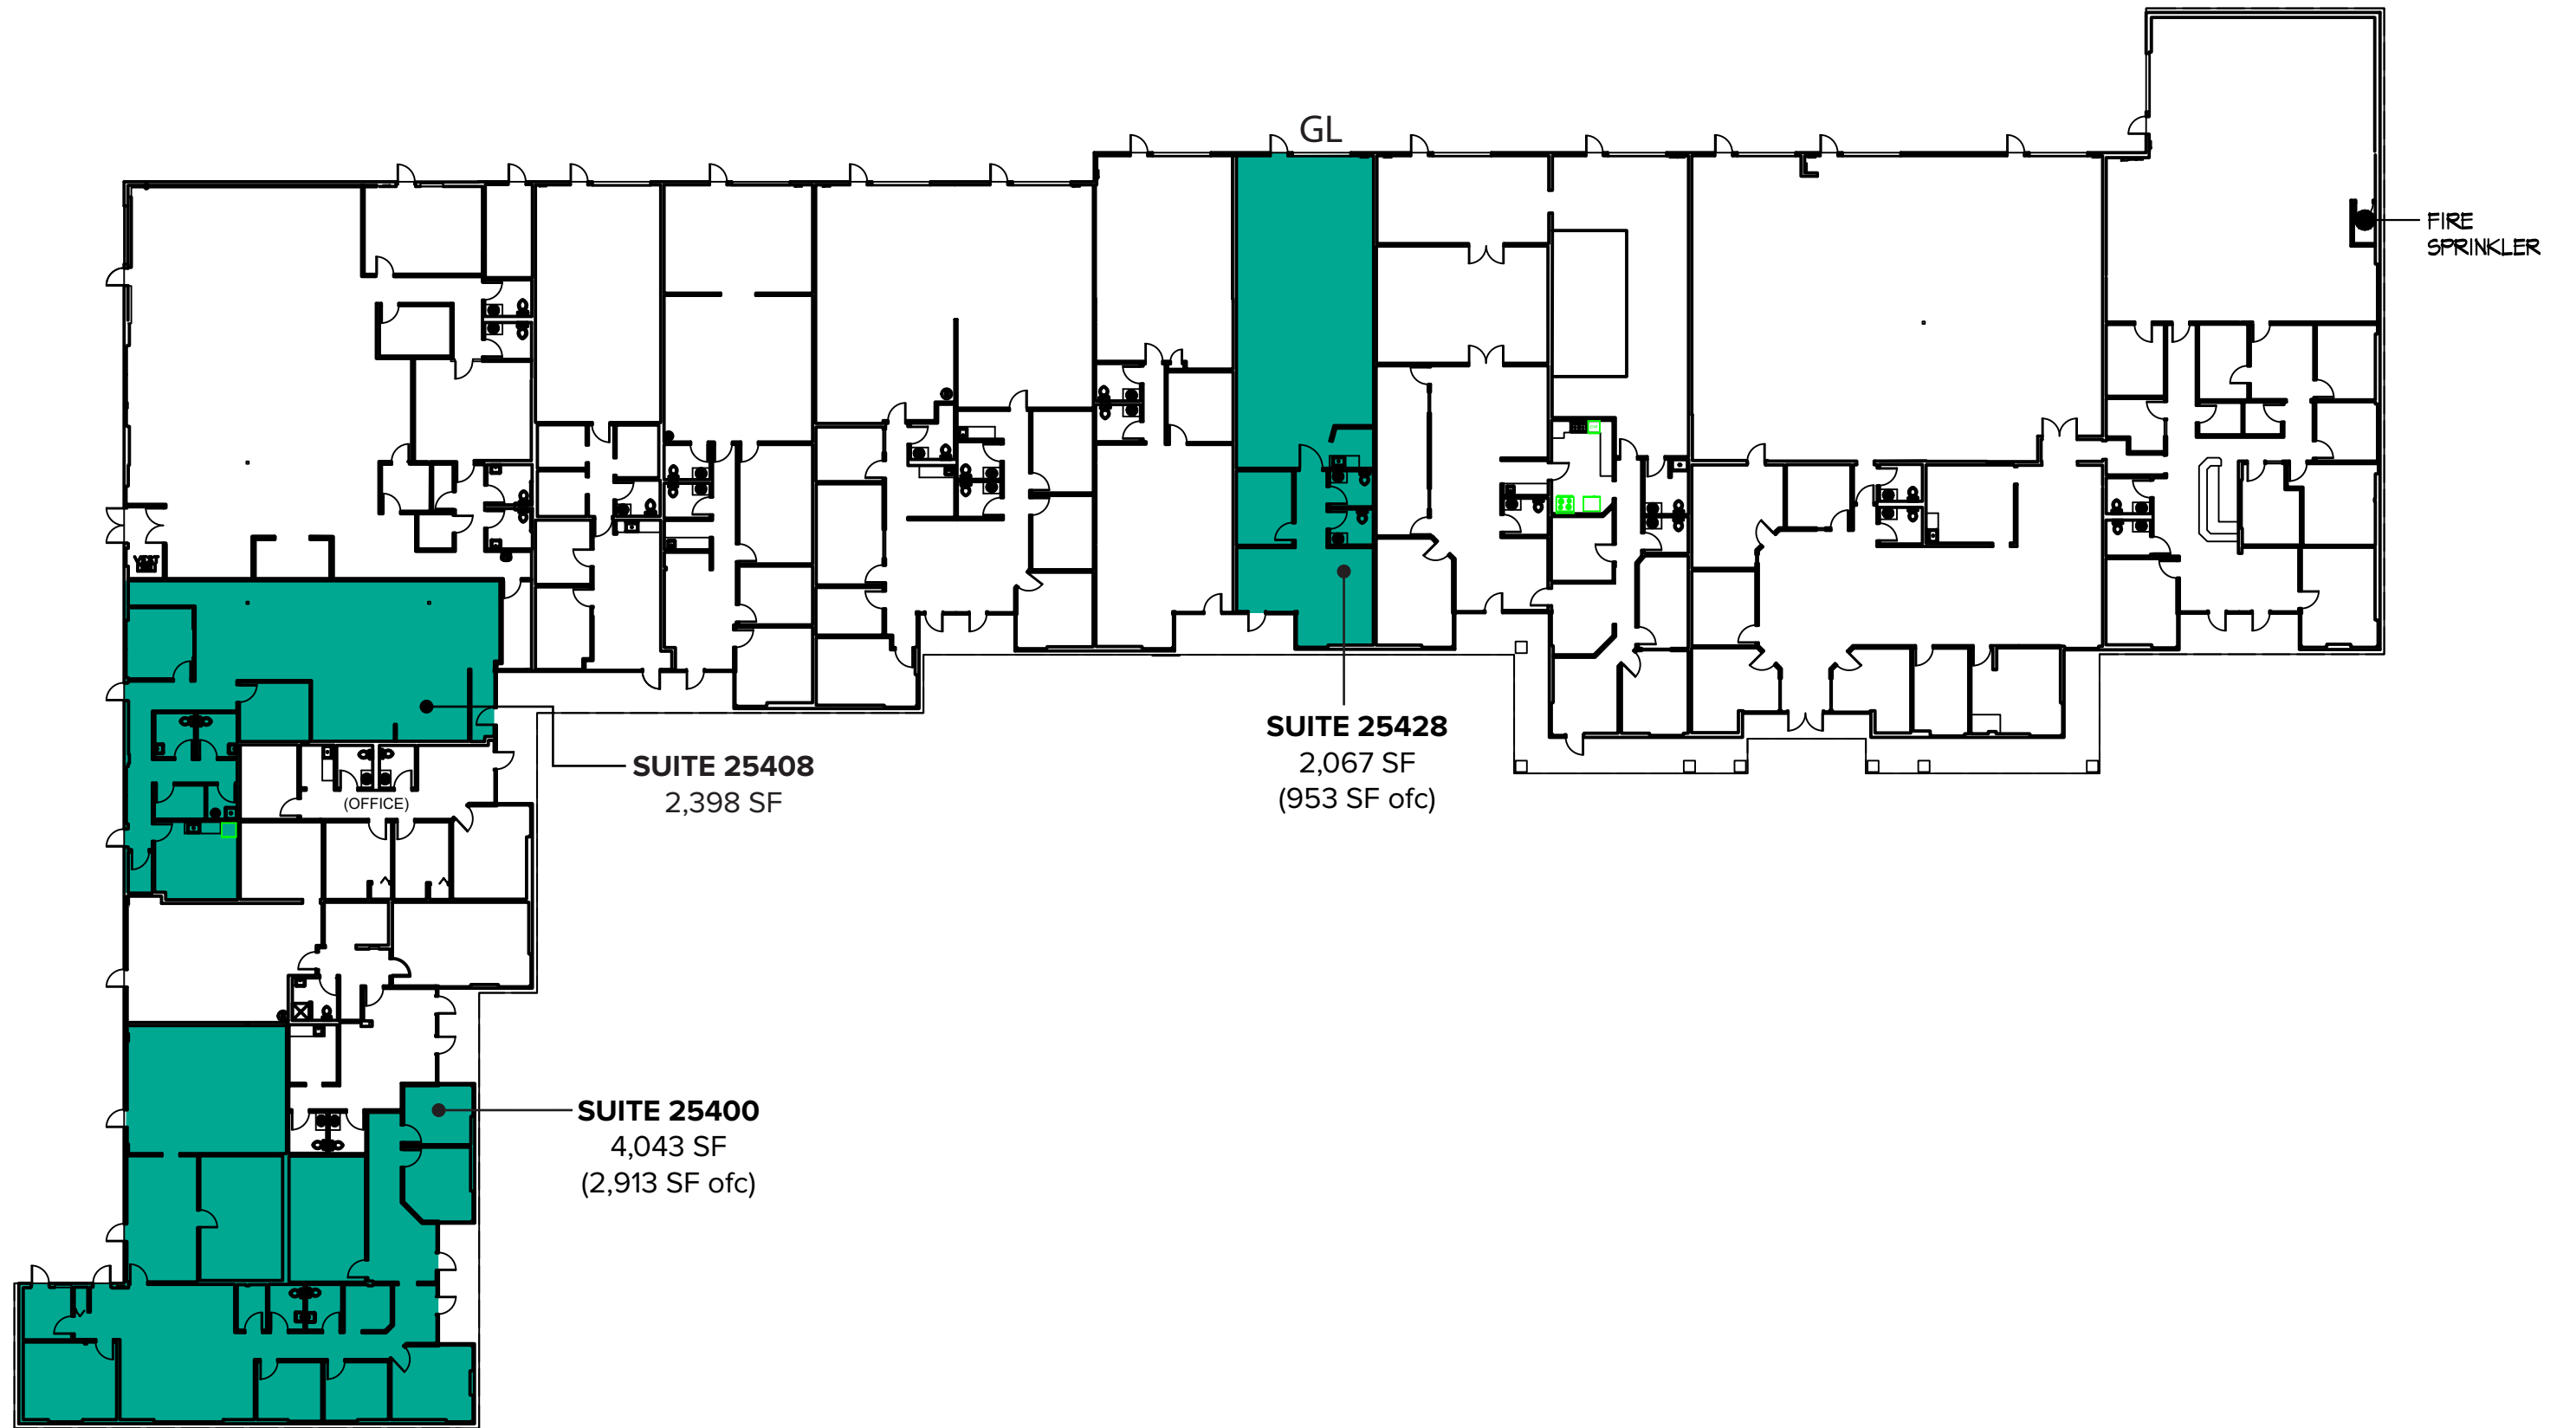 GL
FIRE
SPRINKLER
SUITE 25428
2,067 SF
(953 SF ofc)
SUITE 25408
2,398 SF
(OFFICE)
SUITE 25400
4,043 SF
(2,913 SF ofc)